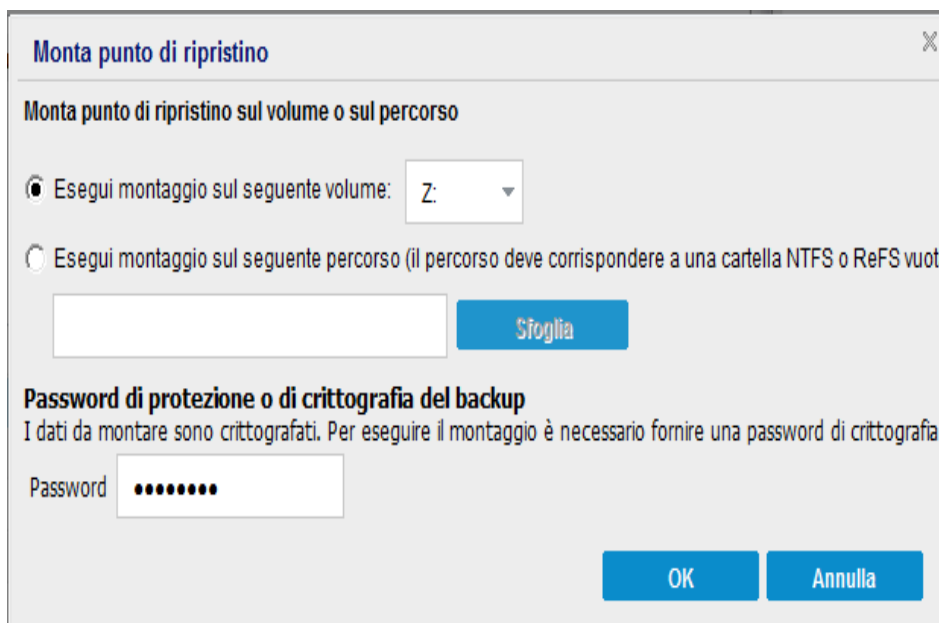 Monta punto di ripristino
X
Monta punto di ripristino sul volume o sul percorso
Esegui montaggio sul seguente volume: Z:
Esegui montaggio sul seguente percorso (il percorso deve corrispondere a una cartella NTFS o ReFS vuot
Sfoglia
Password di protezione o di crittografia del backup
I dati da montare sono crittografati. Per eseguire il montaggio è necessario fornire una password di crittografia
Password ••••••••
OK Annulla